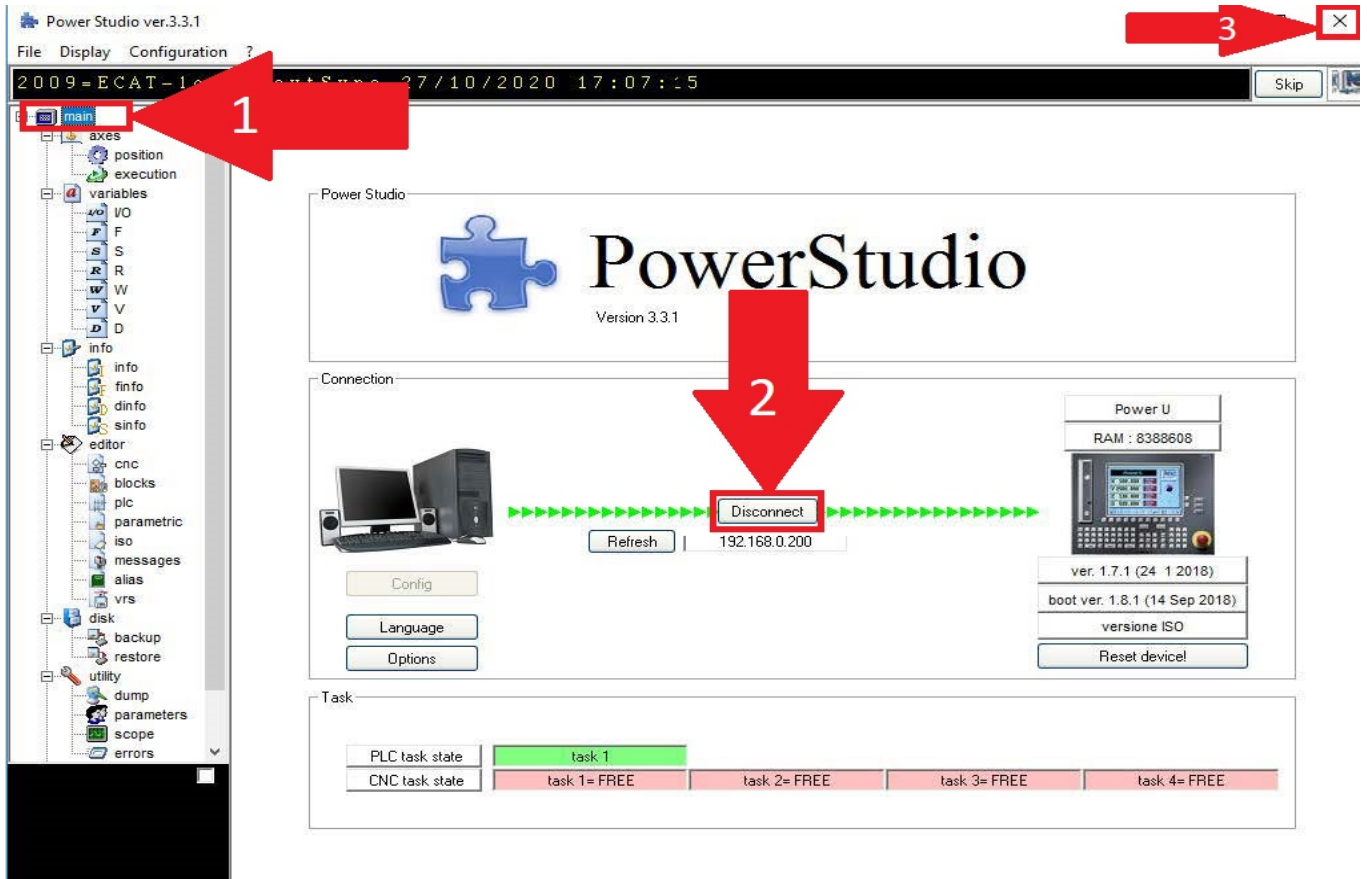 Power Studio ver.3.3.1
3
File Display Configuration ?
2009=ECAT-1 27/10/2020 17:07:15
Skip
1
main
axes
position
execution
variables
I/O I/O
F F
S S
R R
W W
V V
D D
info
info
finfo
dinfo
sinfo
editor
cnc
blocks
plc
parametric
iso
messages
alias
vrs
disk
backup
restore
utility
dump
parameters
scope
errors
Power Studio
PowerStudio
Version 3.3.1
Connection
2
Disconnect
Refresh
192.168.0.200
Config
Language
Options
Power U
RAM : 8388608
ver. 1.7.1 (24 1 2018)
boot ver. 1.8.1 (14 Sep 2018)
versione ISO
Reset device!
Task
PLC task state task 1
CNC task state task 1= FREE task 2= FREE task 3= FREE task 4= FREE